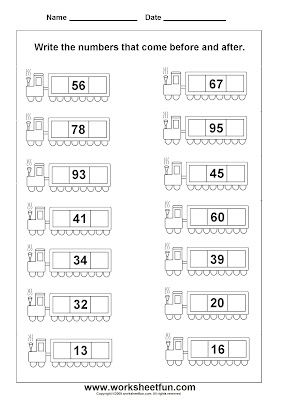 Name Date
Write the numbers that come before and after.
56 67
78 95
93 45
41 60
34 39
32 20
13 16
www.worksheetfun.com